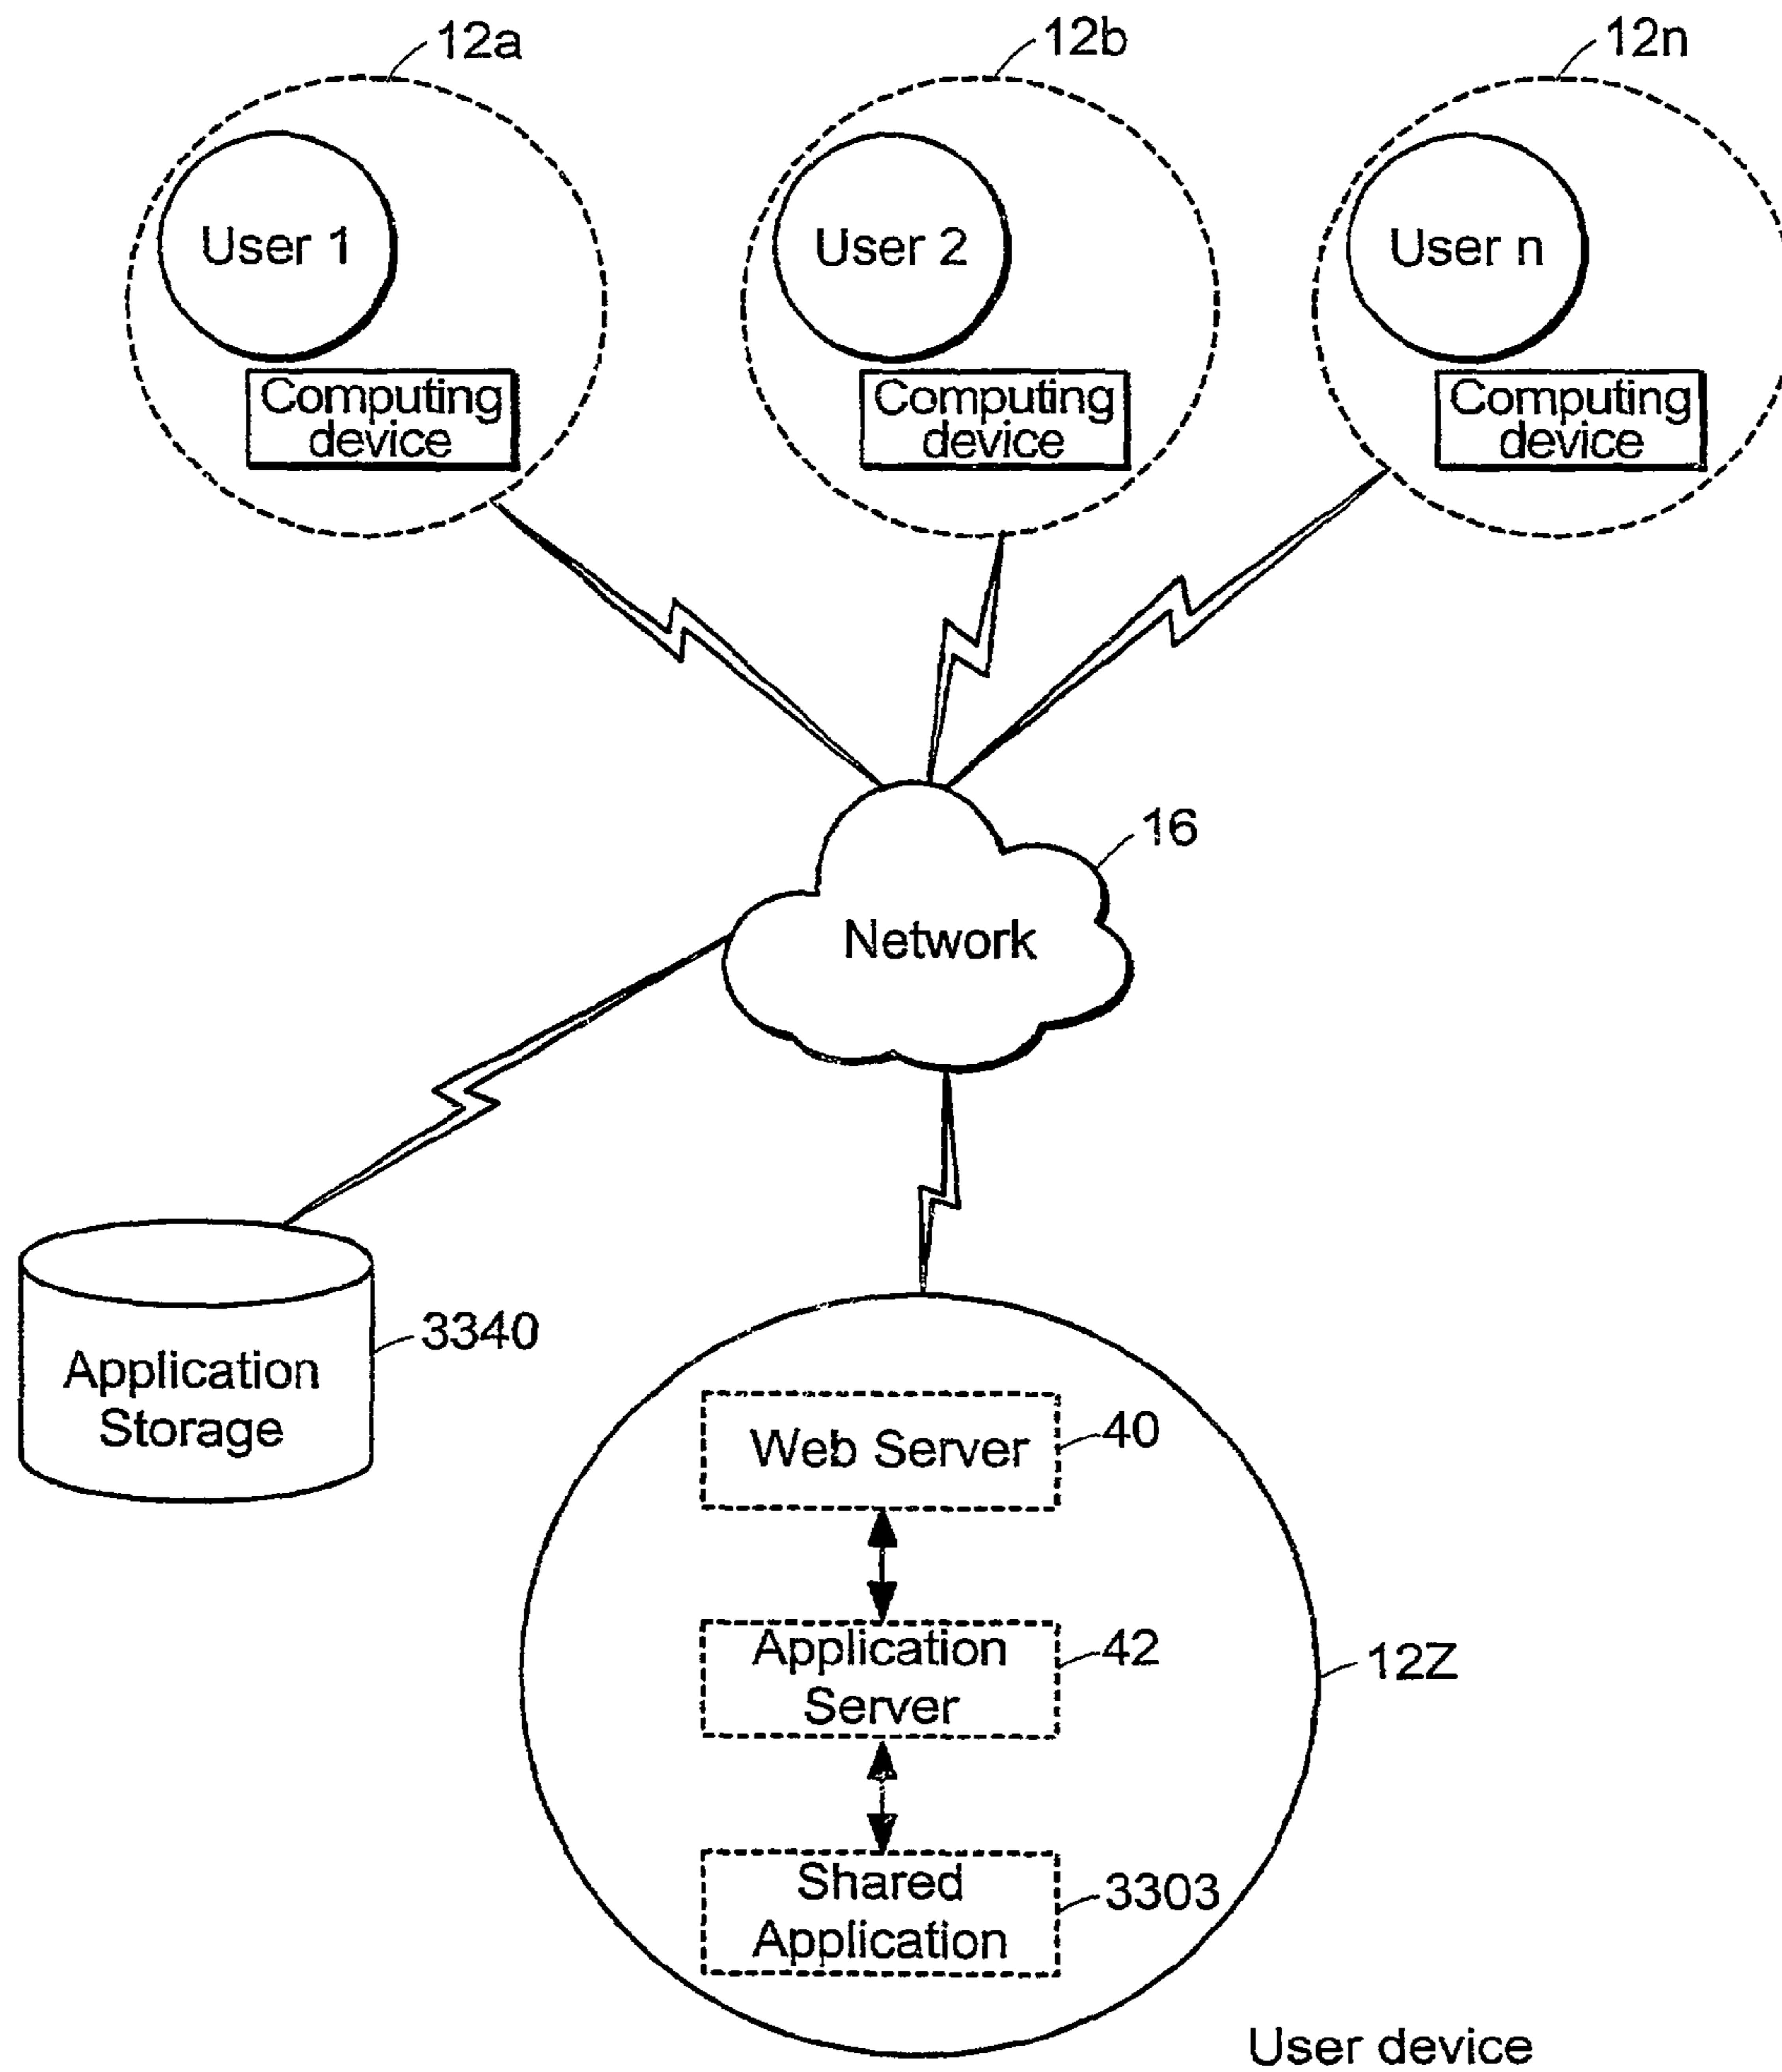 12a
12b
12n
User 1
User 2
User n
Computing
device
Computing
device
Computing
device
16
Network
3340
Application
Storage
Web Server
40
Application
Server
42
12Z
Shared
Application
3303
User device